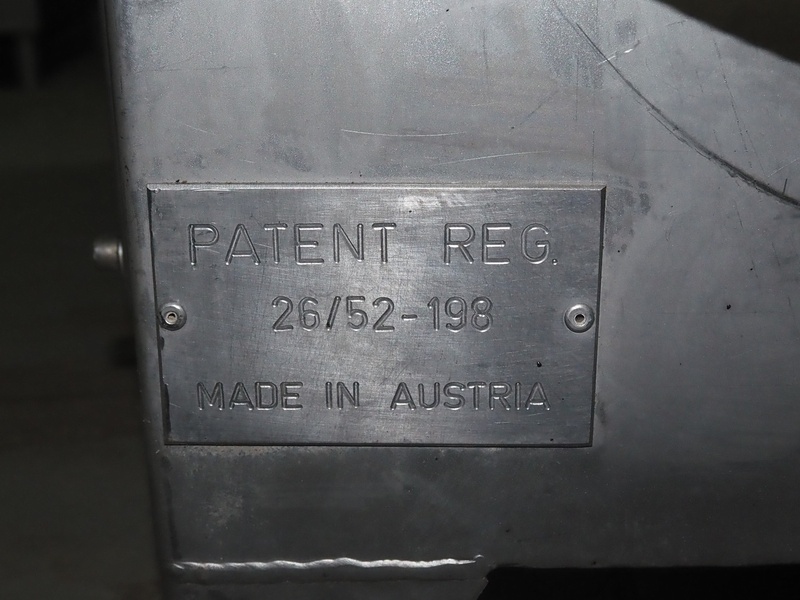 PATENT REG.
26/52-198
MADE IN AUSTRIA